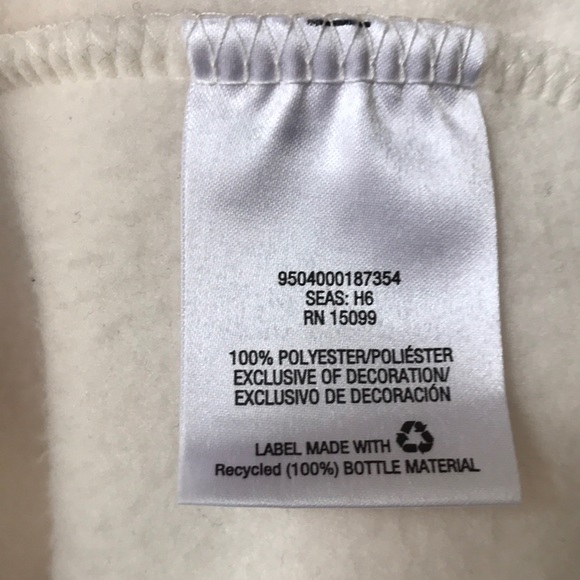 9504000187354
SEAS: H6
RN 15099
100% POLYESTER/POLIÉSTER
EXCLUSIVE OF DECORATION/
EXCLUSIVO DE DECORACIÓN
LABEL MADE WITH
Recycled (100%) BOTTLE MATERIAL